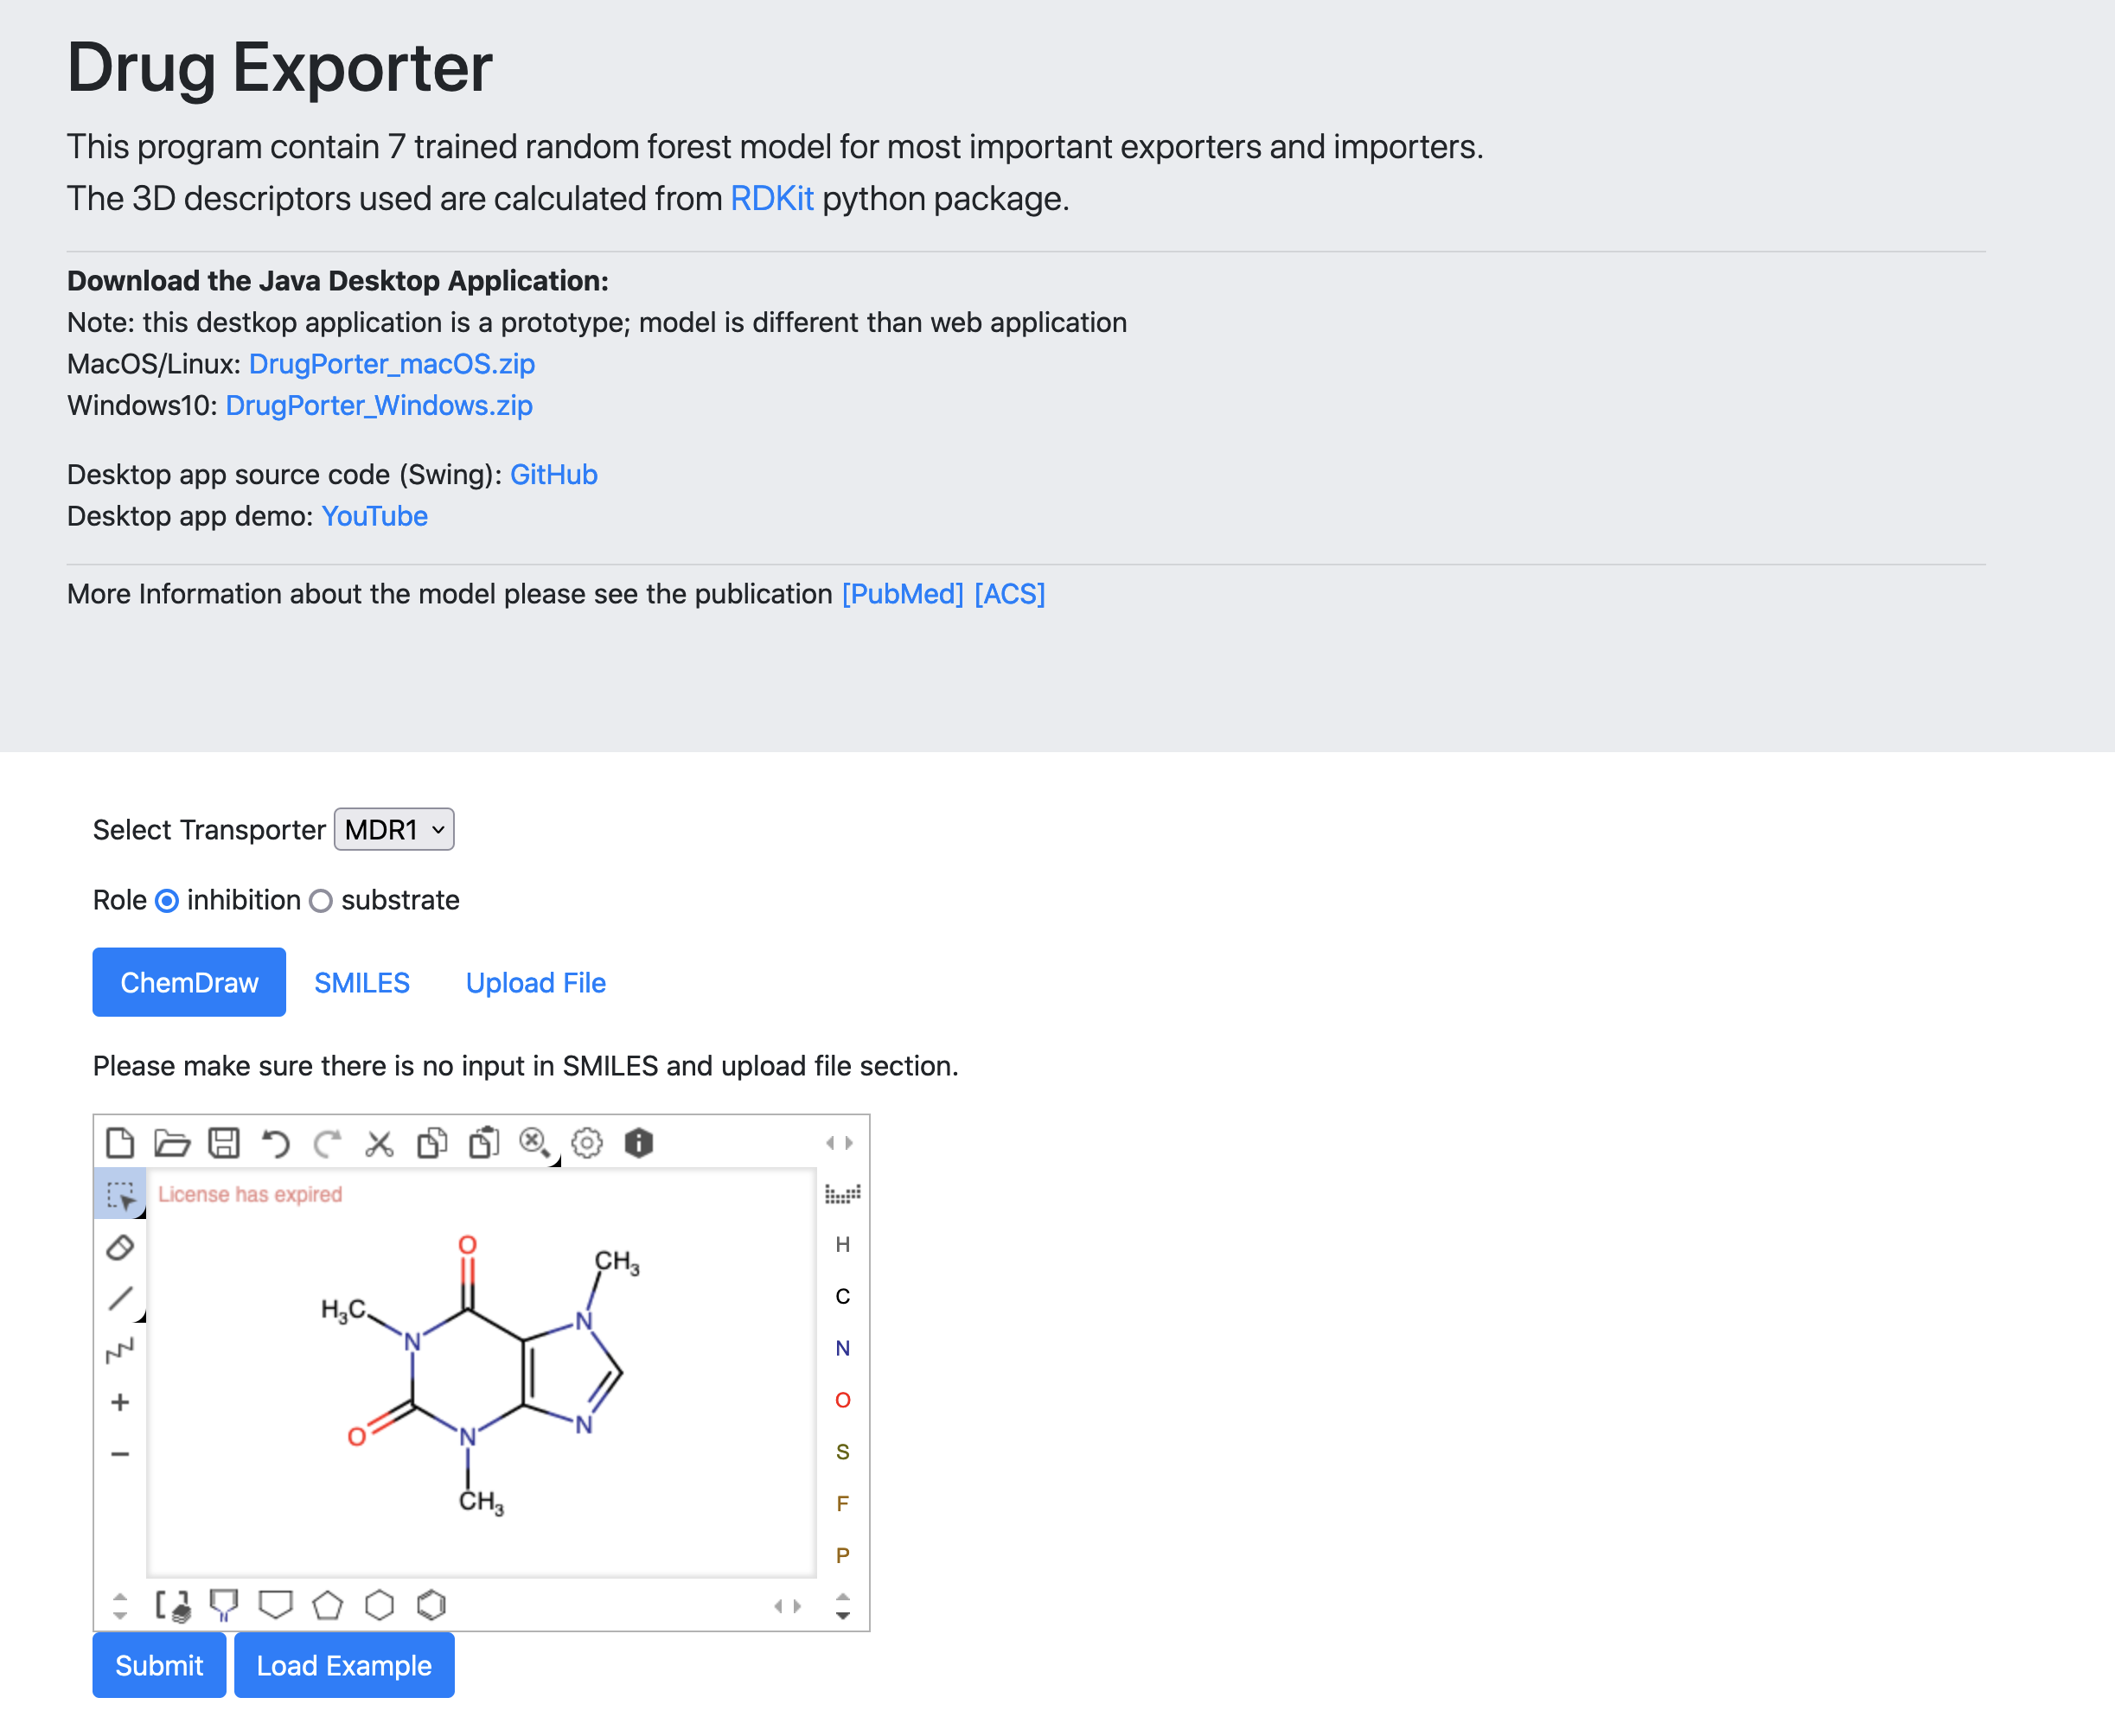 Drug Exporter
This program contain 7 trained random forest model for most important exporters and importers.
The 3D descriptors used are calculated from RDKit python package.
Download the Java Desktop Application:
Note: this destkop application is a prototype; model is different than web application
MacOS/Linux: DrugPorter_macOS.zip
Windows10: DrugPorter_Windows.zip
Desktop app source code (Swing): GitHub
Desktop app demo: YouTube
More Information about the model please see the publication [PubMed] [ACS]
Select Transporter MDR1
Role inhibition substrate
ChemDraw SMILES Upload File
Please make sure there is no input in SMILES and upload file section.
License has expired
O
CH3
H3C
N
N
O
N
N
CH3
H
C
N
O
S
F
P
N
Submit Load Example